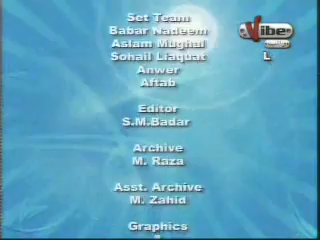 Set Team
Babar Nadeem
Aslam Mughal
Sohail Liaquat
Anwer
Aftab
Vibe
L
Editor
S.M.Badar
Archive
M. Raza
Asst. Archive
M. Zahid
Graphics